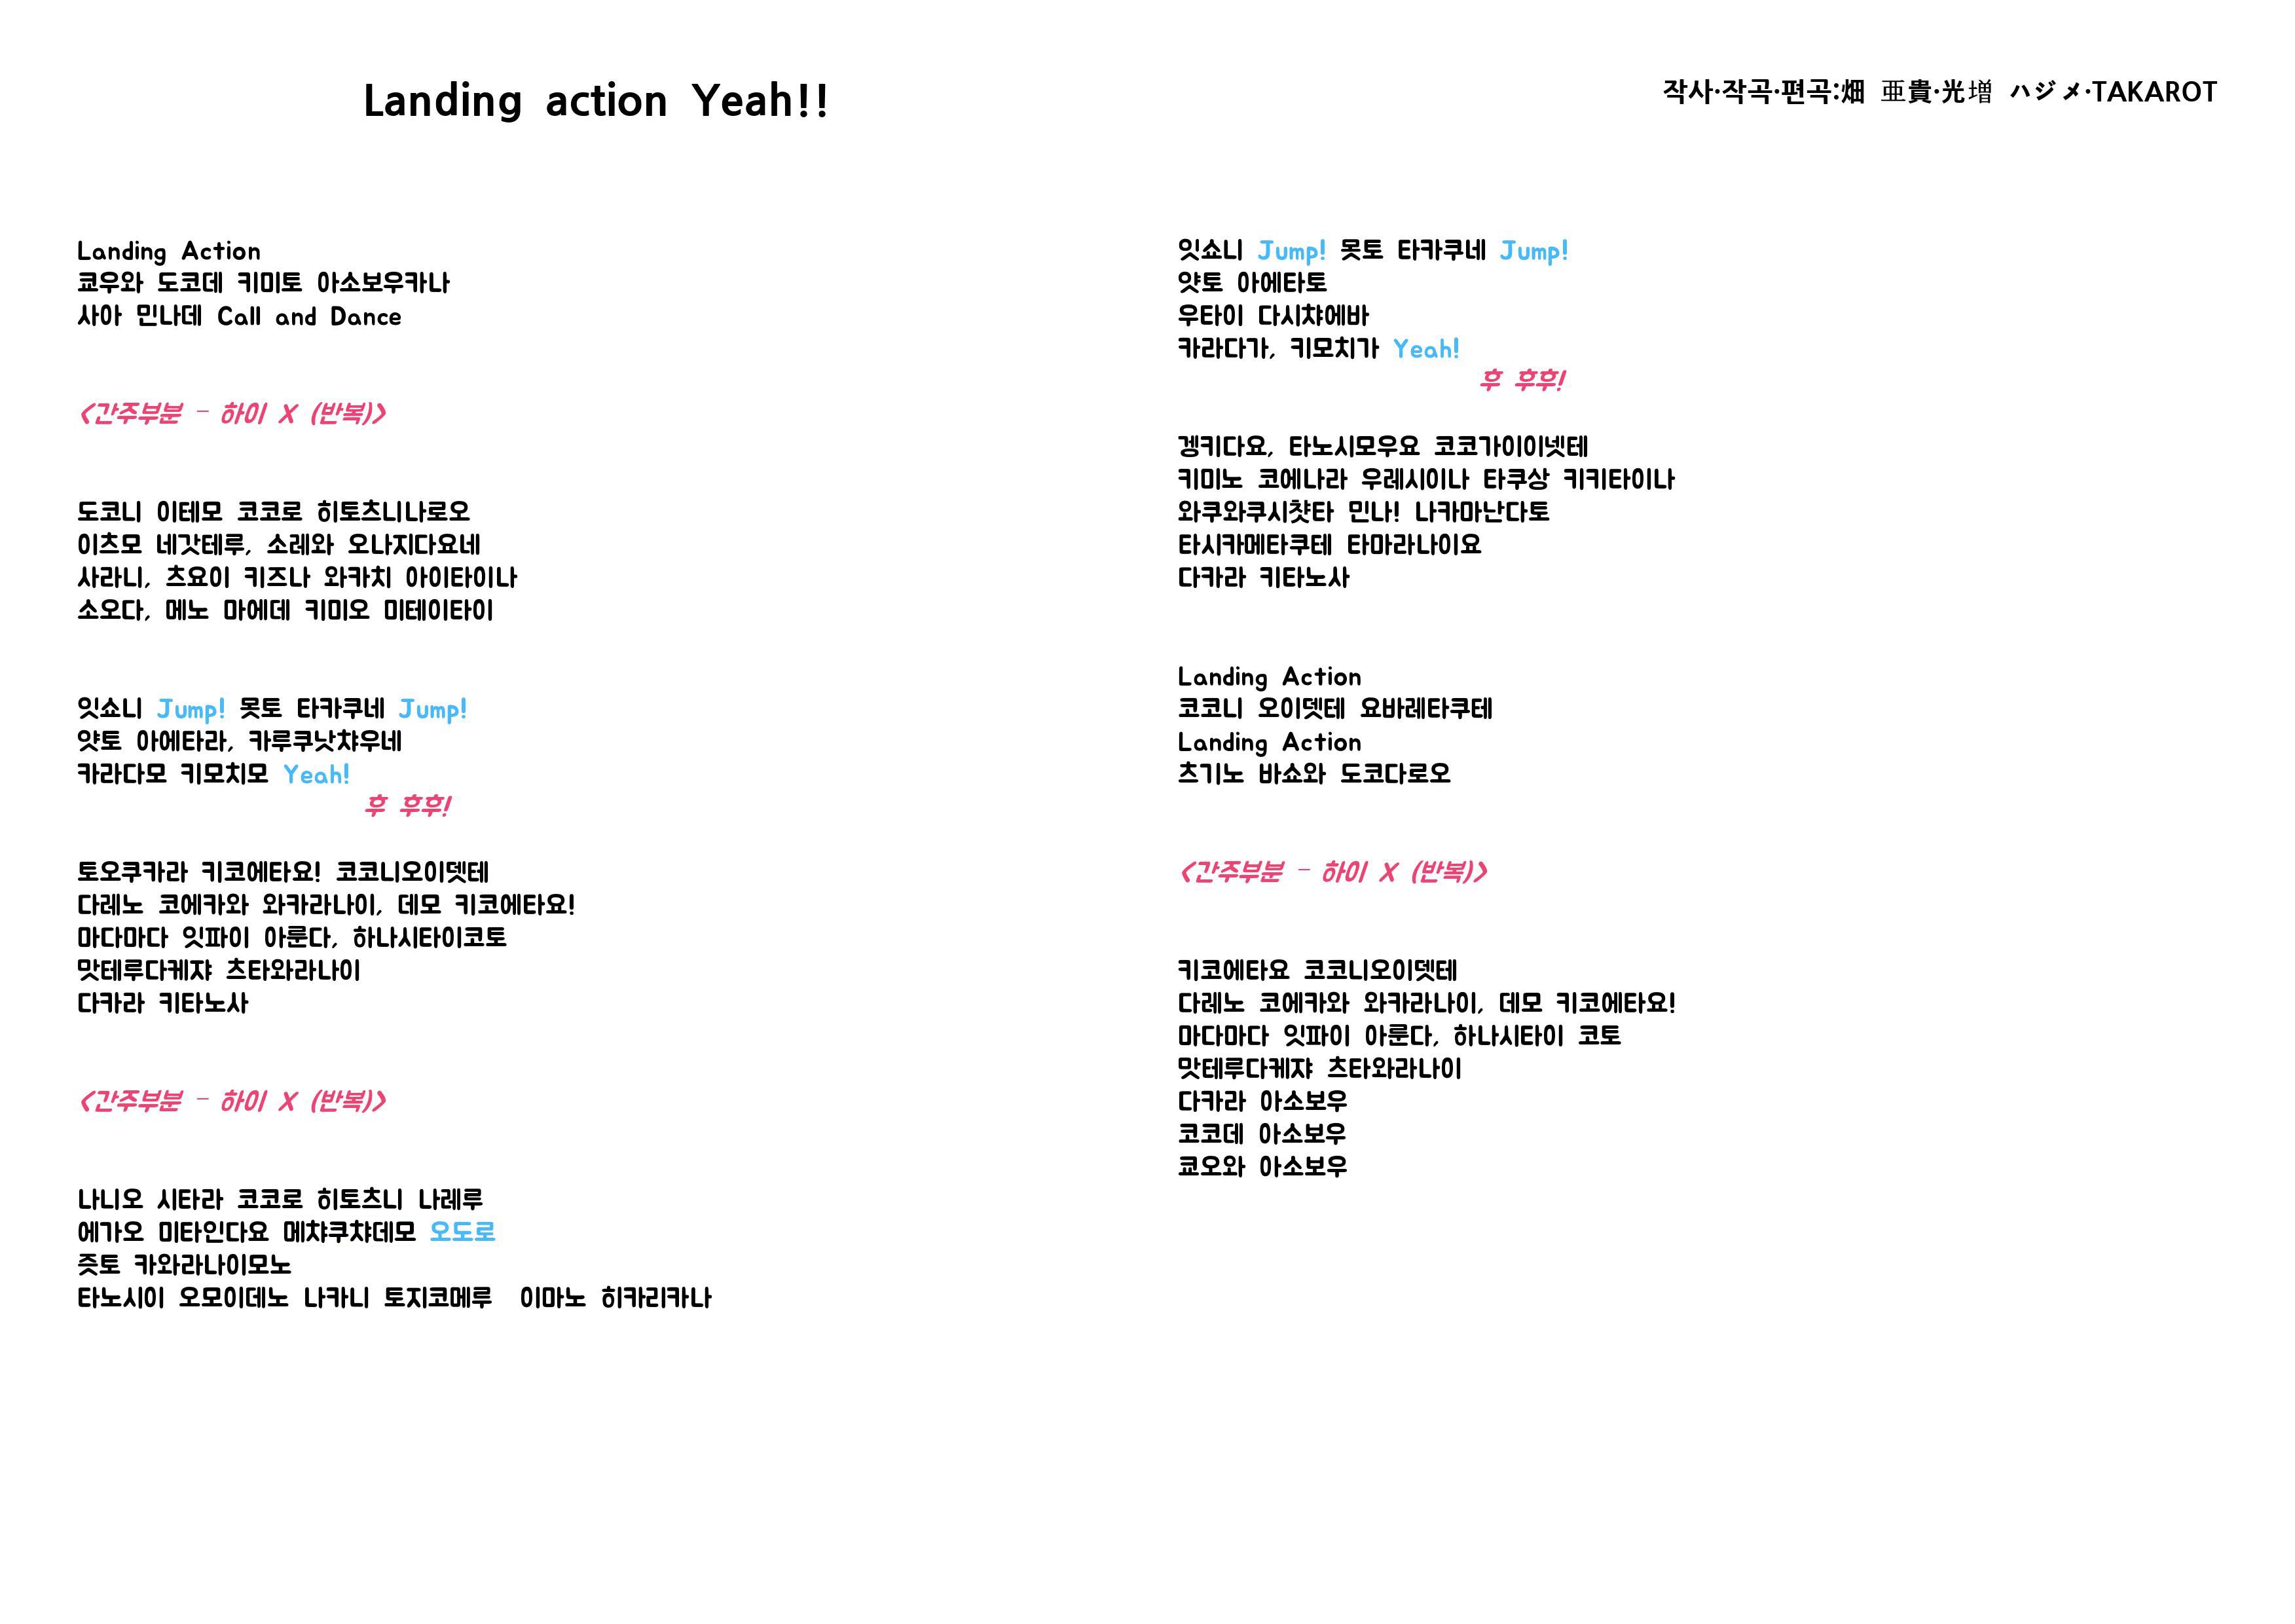 Landing action Yeah!!
작사·작곡·편곡:畑 亜貴·光増 ハジメ·TAKAROT
Landing Action
쿄우와 도코데 키미토 아소보우카나
사아 민나데 Call and Dance
<간주부분 - 하이 X (반복)>
도코니 이테모 코코로 히토츠니나로오
이츠모 네갓테루, 소레와 오나지다요네
사라니, 츠요이 키즈나 와카치 아이타이나
소오다, 메노 마에데 키미오 미테이타이
잇쇼니 Jump! 못토 타카쿠네 Jump!
얏토 아에타라, 카루쿠낫챠우네
카라다모 키모치모 Yeah!
후 후후!
토오쿠카라 키코에타요! 코코니오이뎃테
다레노 코에카와 와카라나이, 데모 키코에타요!
마다마다 잇파이 아룬다, 하나시타이코토
맛테루다케쟈 츠타와라나이
다카라 키타노사
<간주부분 - 하이 X (반복)>
나니오 시타라 코코로 히토츠니 나레루
에가오 미타인다요 메챠쿠챠데모 오도로
즛토 카와라나이모노
타노시이 오모이데노 나카니 토지코메루 이마노 히카리카나
잇쇼니 Jump! 못토 타카쿠네 Jump!
얏토 아에타토
우타이 다시챠에바
카라다가, 키모치가 Yeah!
후 후후!
겡키다요, 타노시모우요 코코가이이넷테
키미노 코에나라 우레시이나 타쿠상 키키타이나
와쿠와쿠시챳타 민나! 나카마난다토
타시카메타쿠테 타마라나이요
다카라 키타노사
Landing Action
코코니 오이뎃테 요바레타쿠테
Landing Action
츠기노 바쇼와 도코다로오
<간주부분 - 하이 X (반복)>
키코에타요 코코니오이뎃테
다레노 코에카와 와카라나이, 데모 키코에타요!
마다마다 잇파이 아룬다, 하나시타이 코토
맛테루다케쟈 츠타와라나이
다카라 아소보우
코코데 아소보우
쿄오와 아소보우